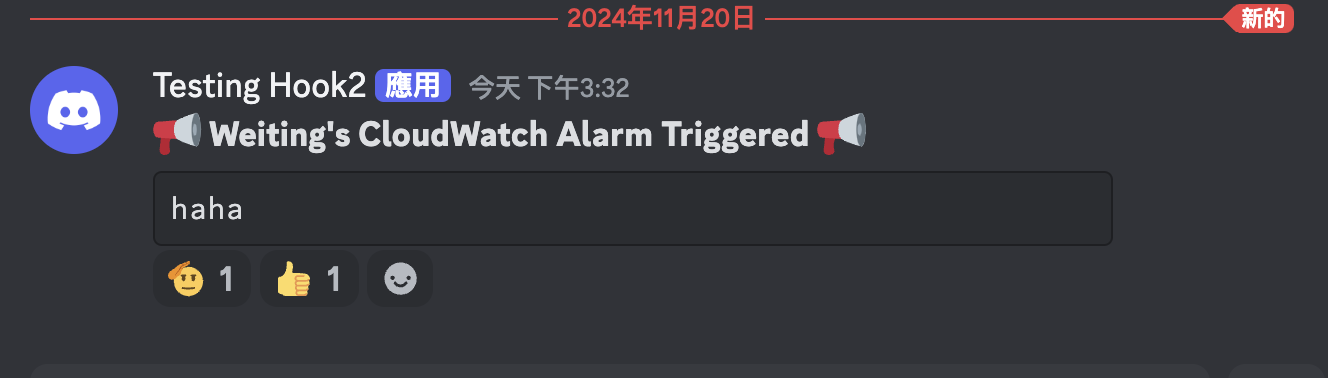 2024年11月20日 新的
Testing Hook2 應用 今天 下午3:32
📢 Weiting's CloudWatch Alarm Triggered 📢
haha
1 1